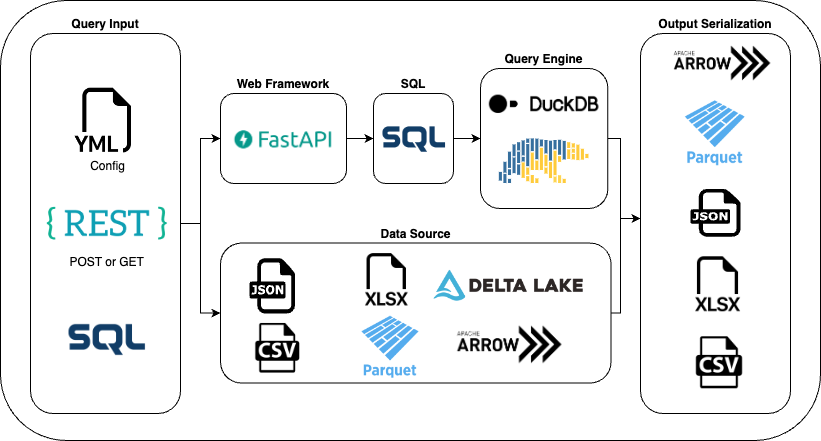 Query Input
YML
Config
{ REST }
POST or GET
SQL
Web Framework
FastAPI
SQL
SQL
Query Engine
DuckDB
Data Source
JSON
XLSX
DELTA LAKE
CSV
Parquet
APACHE
ARROW
Output Serialization
APACHE
ARROW
Parquet
JSON
XLSX
CSV